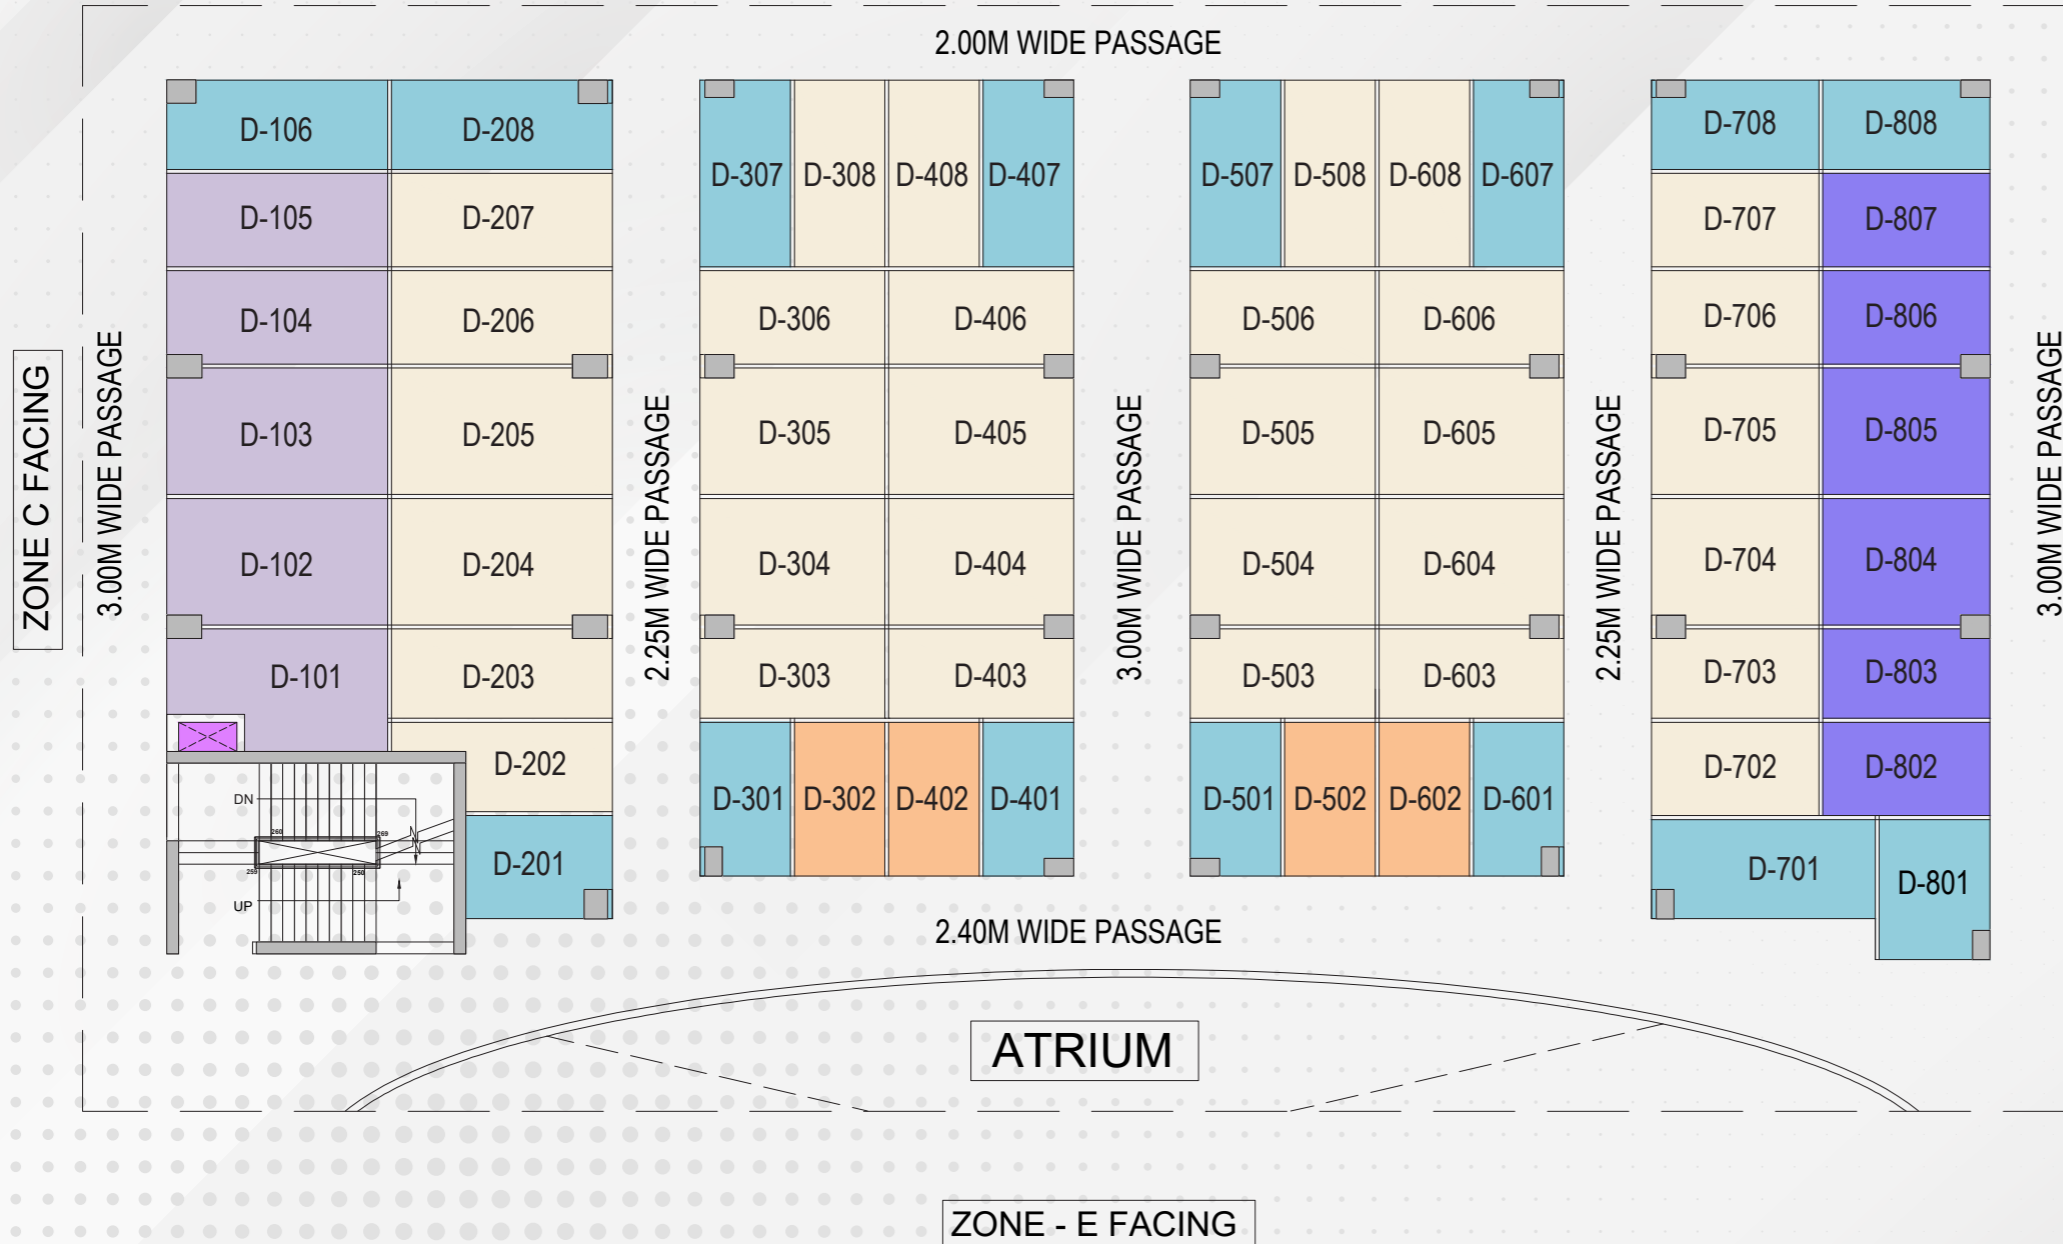 2.00M WIDE PASSAGE
D-106 D-208 D-307 D-308 D-408 D-407 D-507 D-508 D-608 D-607 D-708 D-808
D-105 D-207 D-707 D-807
D-104 D-206 D-306 D-406 D-506 D-606 D-706 D-806
D-103 D-205 D-305 D-405 D-505 D-605 D-705 D-805
D-102 D-204 D-304 D-404 D-504 D-604 D-704 D-804
D-101 D-203 D-303 D-403 D-503 D-603 D-703 D-803
D-202 D-702 D-802
D-301 D-302 D-402 D-401 D-501 D-502 D-602 D-601
D-201 D-701 D-801
ZONE C FACING
3.00M WIDE PASSAGE
2.25M WIDE PASSAGE
3.00M WIDE PASSAGE
2.25M WIDE PASSAGE
3.00M WIDE PASSAGE
DN
260
269
259
250
UP
2.40M WIDE PASSAGE
ATRIUM
ZONE - E FACING